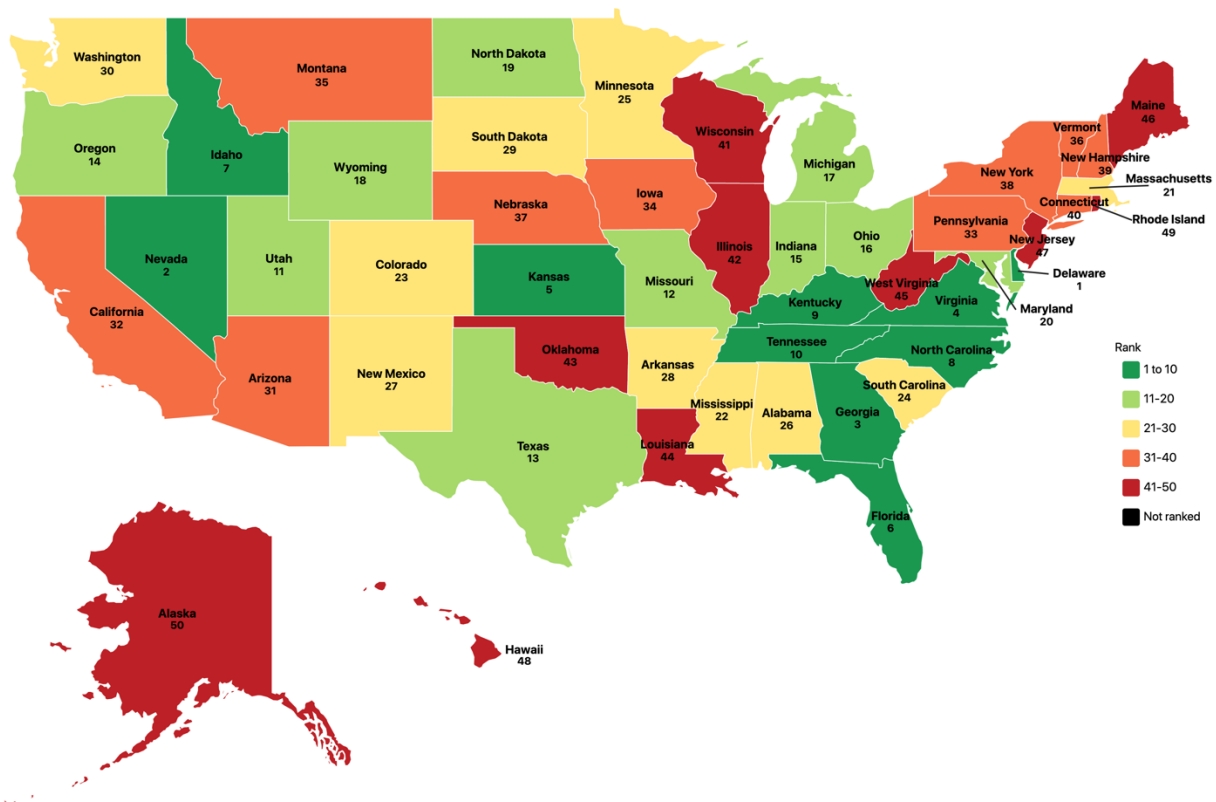 Washington
30
Montana
35
North Dakota
19
Minnesota
25
Oregon
14
Idaho
7
Wyoming
18
South Dakota
29
Wisconsin
41
Michigan
17
Vermont
36
Maine
46
New Hampshire
39
New York
38
Massachusetts
21
Connecticut
40
Rhode Island
49
Nebraska
37
Iowa
34
Pennsylvania
33
New Jersey
47
Nevada
2
Utah
11
Colorado
23
Kansas
5
Missouri
12
Illinois
42
Indiana
15
Ohio
16
West Virginia
45
Delaware
1
Maryland
20
Virginia
4
Kentucky
9
California
32
Arizona
31
New Mexico
27
Oklahoma
43
Arkansas
28
Tennessee
10
North Carolina
8
South Carolina
24
Mississippi
22
Alabama
26
Georgia
3
Texas
13
Louisiana
44
Florida
6
Alaska
50
Hawaii
48
Rank
1 to 10
11-20
21-30
31-40
41-50
Not ranked